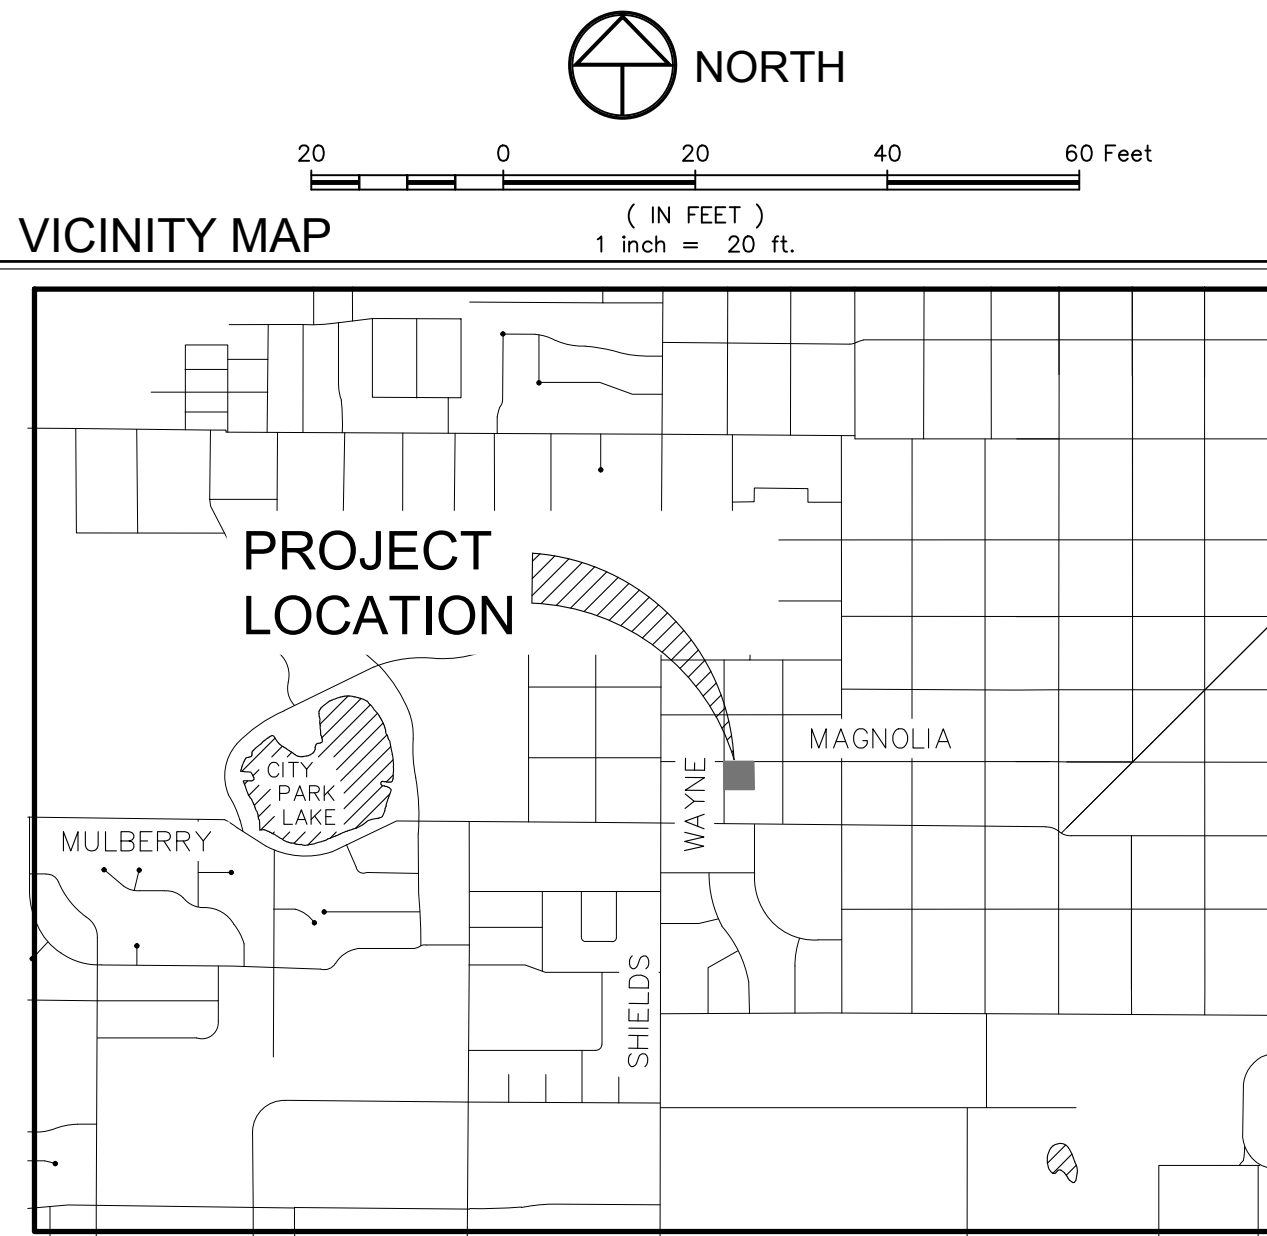 NORTH
20 0 20 40 60 Feet
( IN FEET )
1 inch = 20 ft.
VICINITY MAP
PROJECT
LOCATION
MAGNOLIA
WAYNE
CITY
PARK
LAKE
MULBERRY
SHIELDS